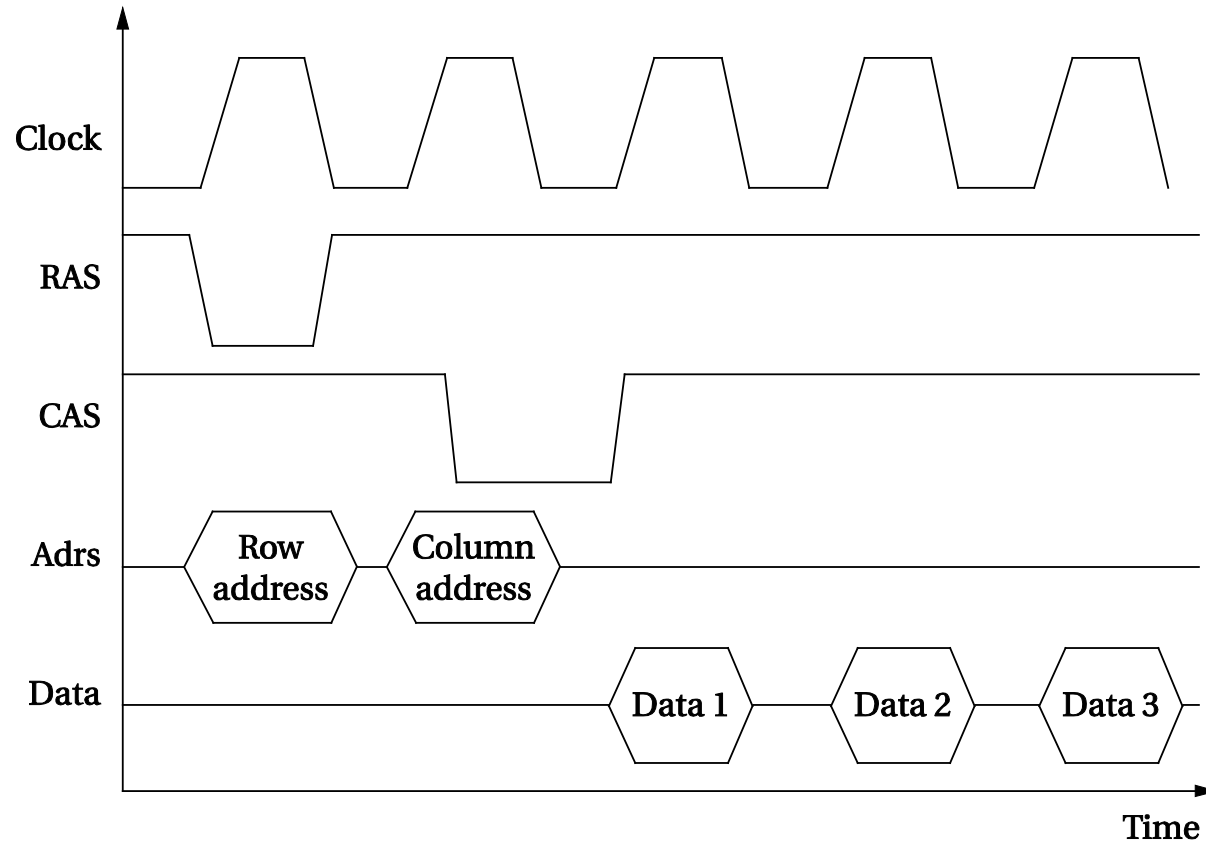 Clock
RAS
CAS
Adrs
Row
address
Column
address
Data
Data 1
Data 2
Data 3
Time